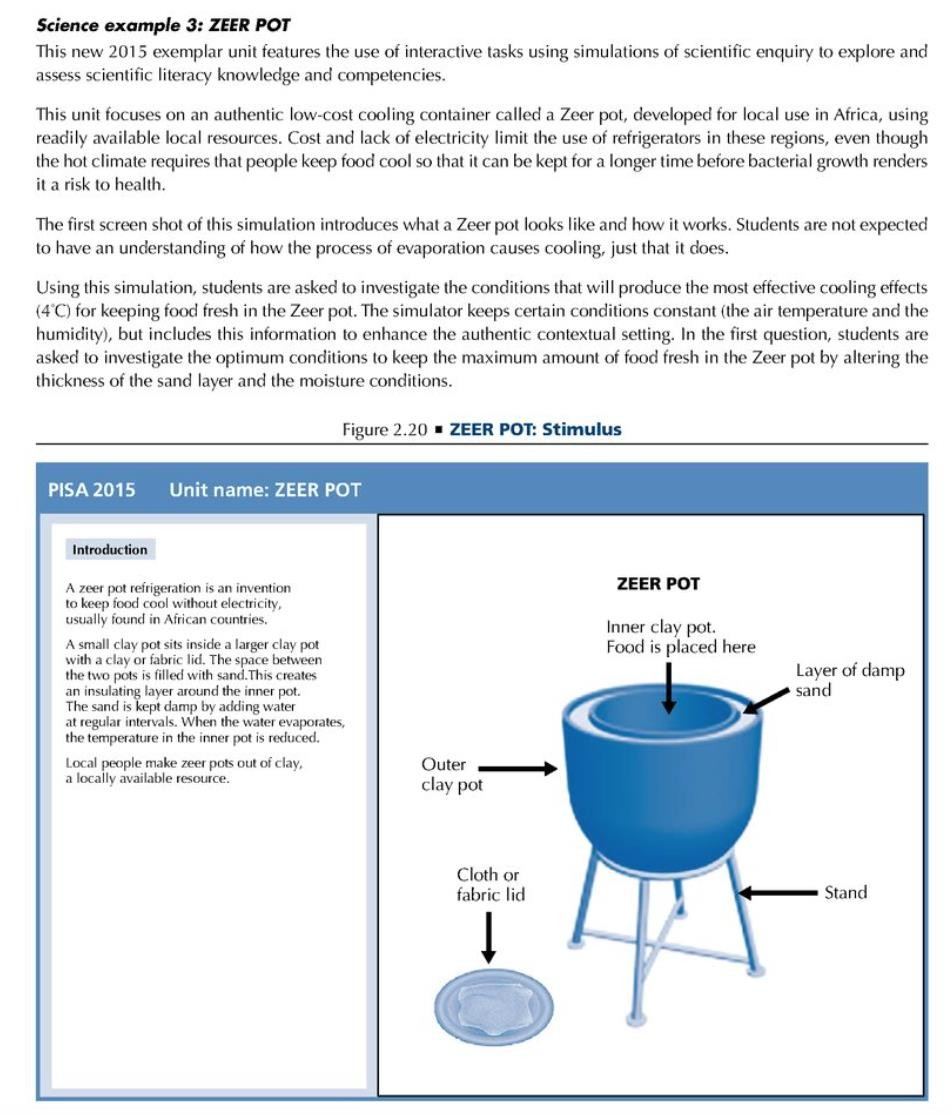 Science example 3: ZEER POT
This new 2015 exemplar unit features the use of interactive tasks using simulations of scientific enquiry to explore and
assess scientific literacy knowledge and competencies.
This unit focuses on an authentic low-cost cooling container called a Zeer pot, developed for local use in Africa, using
readily available local resources. Cost and lack of electricity limit the use of refrigerators in these regions, even though
the hot climate requires that people keep food cool so that it can be kept for a longer time before bacterial growth renders
it a risk to health.
The first screen shot of this simulation introduces what a Zeer pot looks like and how it works. Students are not expected
to have an understanding of how the process of evaporation causes cooling, just that it does.
Using this simulation, students are asked to investigate the conditions that will produce the most effective cooling effects
(4°C) for keeping food fresh in the Zeer pot. The simulator keeps certain conditions constant (the air temperature and the
humidity), but includes this information to enhance the authentic contextual setting. In the first question, students are
asked to investigate the optimum conditions to keep the maximum amount of food fresh in the Zeer pot by altering the
thickness of the sand layer and the moisture conditions.
Figure 2.20 ▪ ZEER POT: Stimulus
PISA 2015 Unit name: ZEER POT
Introduction
A zeer pot refrigeration is an invention
to keep food cool without electricity,
usually found in African countries.
A small clay pot sits inside a larger clay pot
with a clay or fabric lid. The space between
the two pots is filled with sand.This creates
an insulating layer around the inner pot.
The sand is kept damp by adding water
at regular intervals. When the water evaporates,
the temperature in the inner pot is reduced.
Local people make zeer pots out of clay,
a locally available resource.
ZEER POT
Inner clay pot.
Food is placed here
Layer of damp
sand
Outer
clay pot
Cloth or
fabric lid
Stand